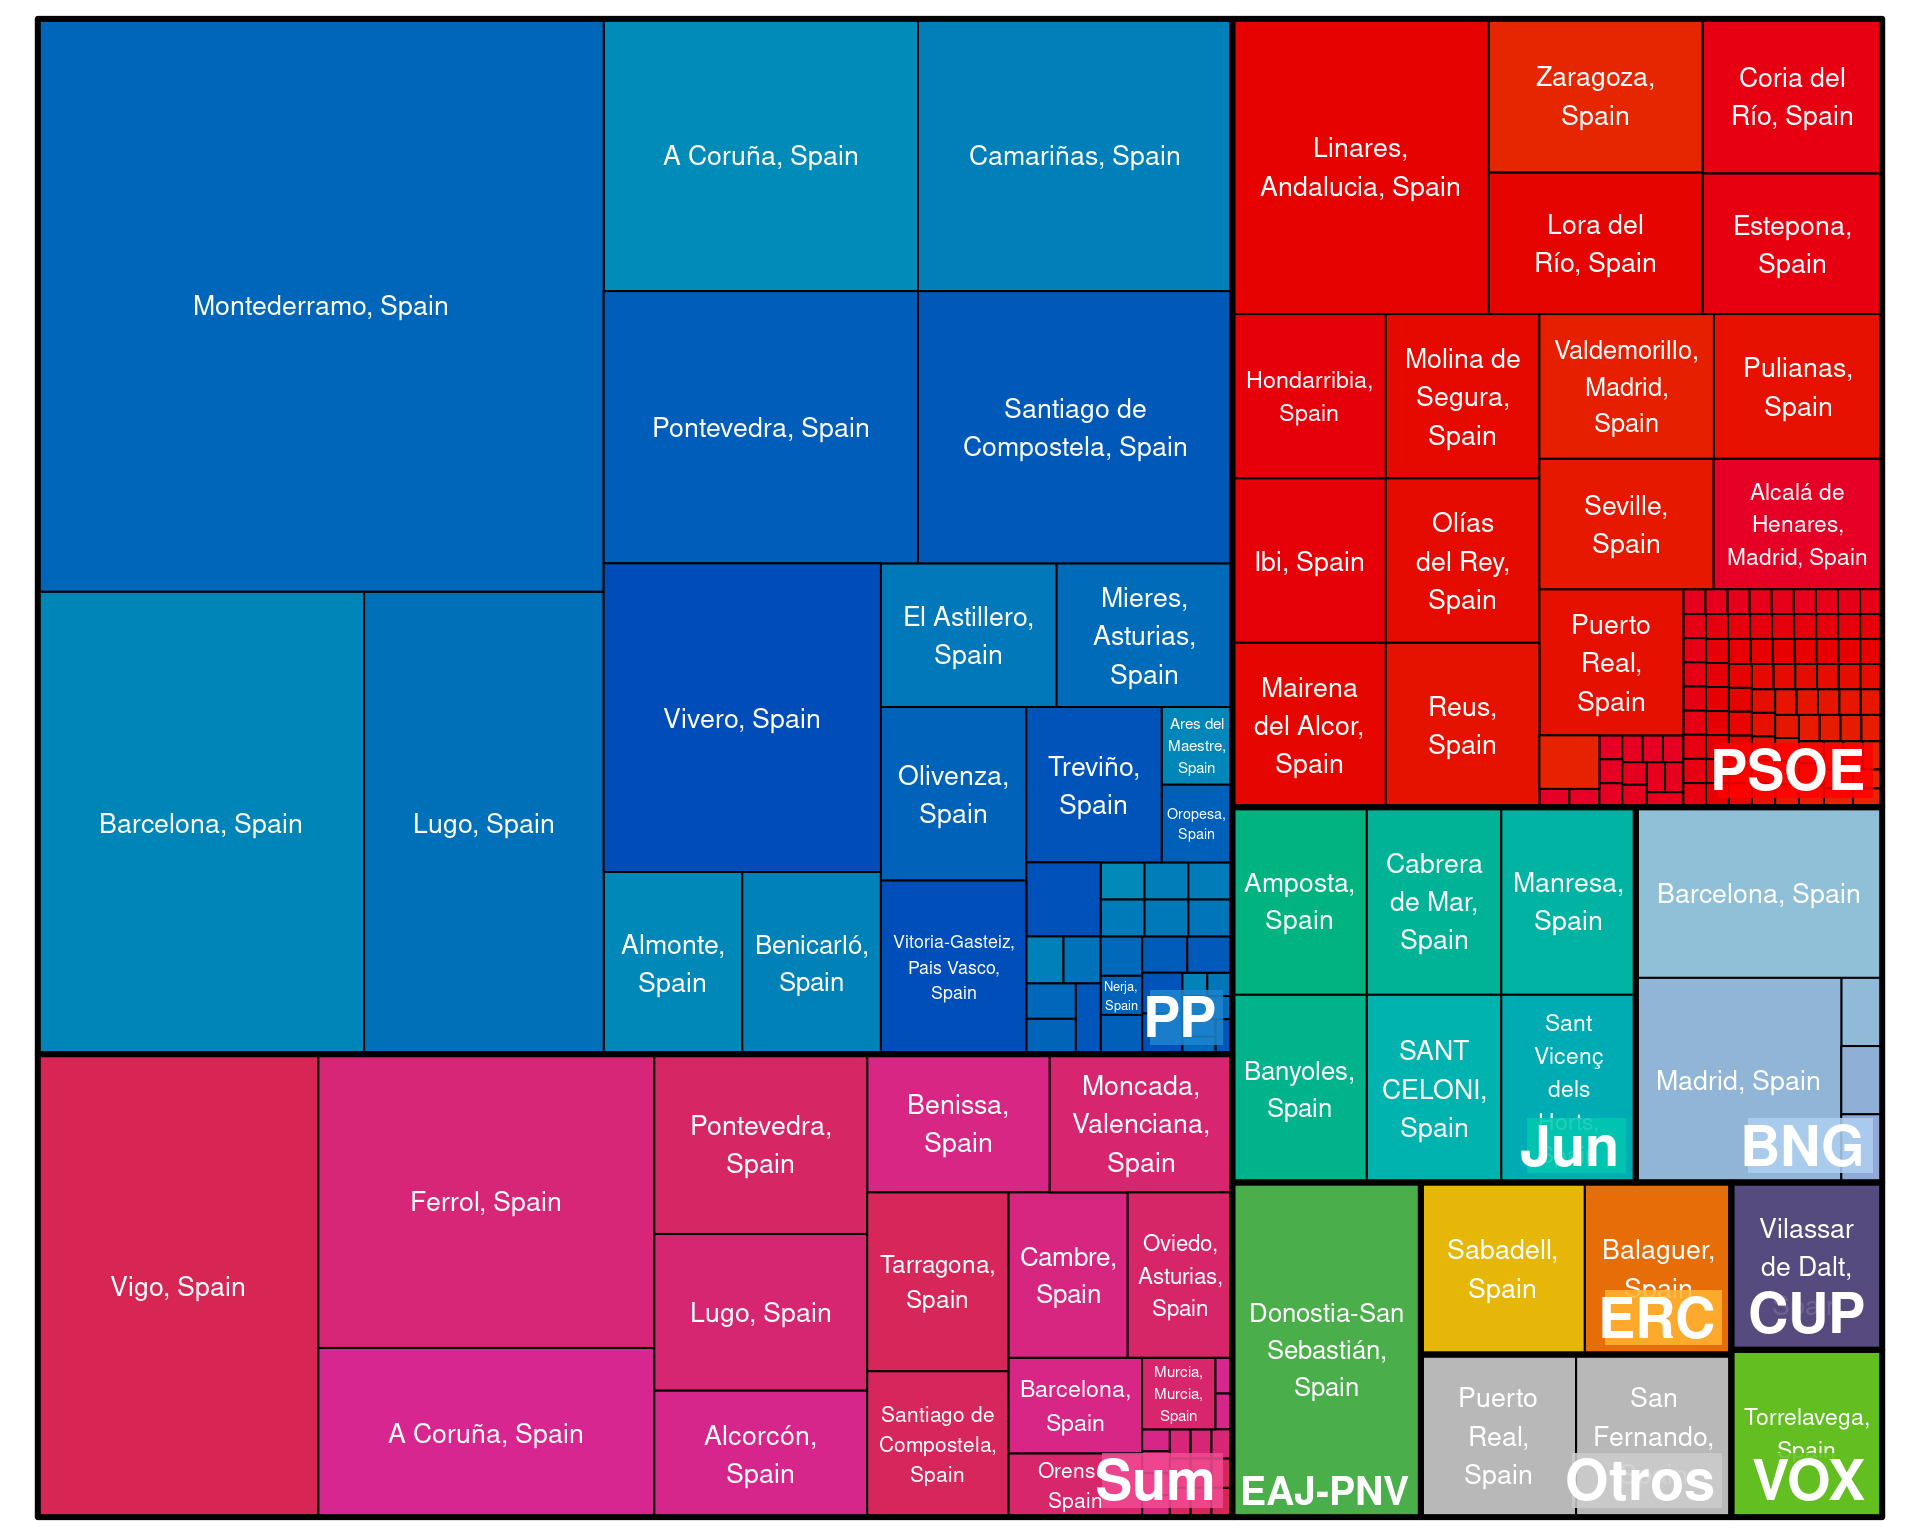 Montederramo, Spain
A Coruña, Spain
Camariñas, Spain
Pontevedra, Spain
Santiago de
Compostela, Spain
Barcelona, Spain
Lugo, Spain
Vivero, Spain
El Astillero,
Spain
Mieres,
Asturias,
Spain
Olivenza,
Spain
Treviño,
Spain
Ares del
Maestre,
Spain
Oropesa,
Spain
Almonte,
Spain
Benicarló,
Spain
Vitoria-Gasteiz,
Pais Vasco,
Spain
Nerja,
Spain
PP
Linares,
Andalucia, Spain
Zaragoza,
Spain
Coria del
Río, Spain
Lora del
Río, Spain
Estepona,
Spain
Hondarribia,
Spain
Molina de
Segura,
Spain
Valdemorillo,
Madrid,
Spain
Pulianas,
Spain
Ibi, Spain
Olías
del Rey,
Spain
Seville,
Spain
Alcalá de
Henares,
Madrid, Spain
Mairena
del Alcor,
Spain
Reus,
Spain
Puerto
Real,
Spain
PSOE
Vigo, Spain
Ferrol, Spain
A Coruña, Spain
Pontevedra,
Spain
Lugo, Spain
Alcorcón,
Spain
Benissa,
Spain
Moncada,
Valenciana,
Spain
Tarragona,
Spain
Cambre,
Spain
Oviedo,
Asturias,
Spain
Santiago de
Compostela,
Spain
Barcelona,
Spain
Murcia,
Murcia,
Spain
Spain
Sum
Amposta,
Spain
Cabrera
de Mar,
Spain
Manresa,
Spain
Banyoles,
Spain
SANT
CELONI,
Spain
Sant
Vicenç
dels
Horts,
Jun
Barcelona, Spain
Madrid, Spain
BNG
Donostia-San
Sebastián,
Spain
EAJ-PNV
Sabadell,
Spain
Balaguer,
Spain
ERC
Vilassar
de Dalt,
Spain
CUP
Puerto
Real,
Spain
San
Fernando,
Otros
Torrelavega,
Spain
VOX